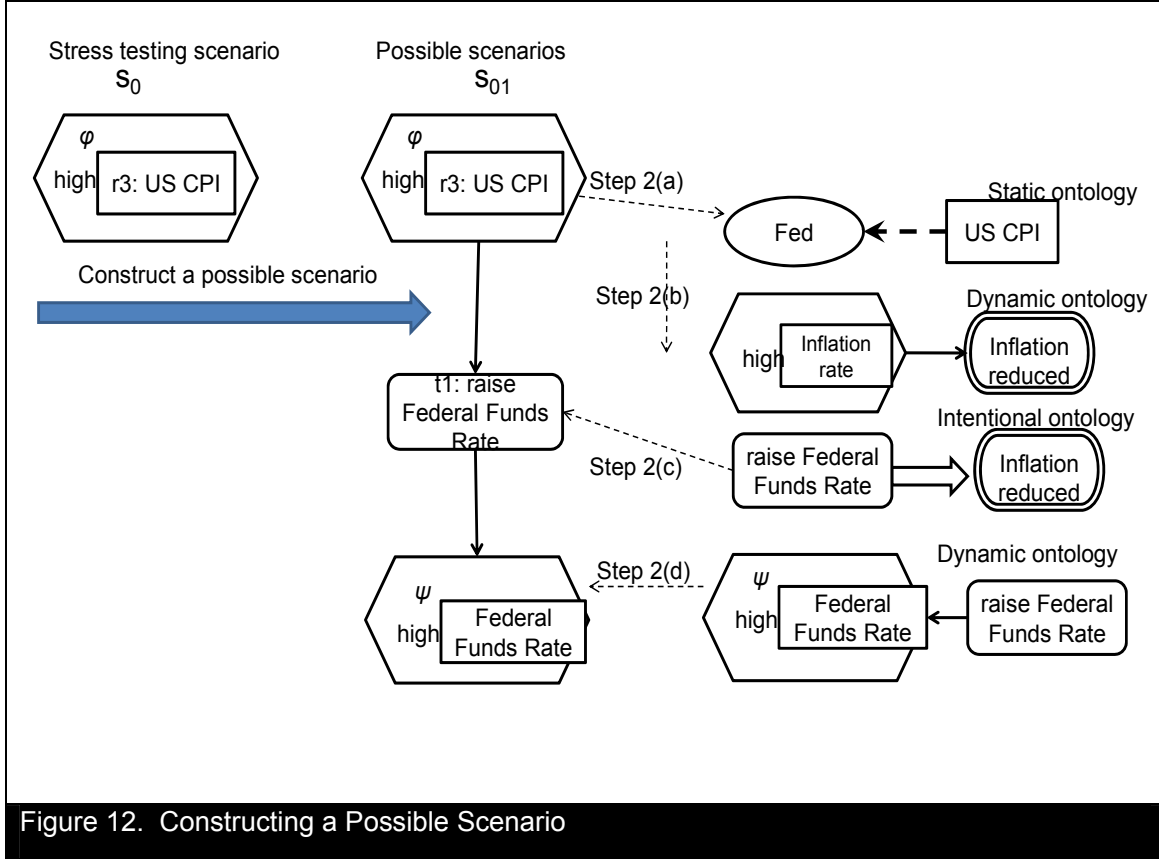 Stress testing scenario
S0
Possible scenarios
S01
φ
high
r3: US CPI
φ
high
r3: US CPI
Step 2(a)
Fed
Static ontology
US CPI
Construct a possible scenario
Step 2(b)
high
Inflation
rate
Dynamic ontology
Inflation
reduced
t1: raise
Federal Funds
Rate
Step 2(c)
raise Federal
Funds Rate
Intentional ontology
Inflation
reduced
ψ
high
Federal
Funds Rate
Step 2(d)
ψ
high
Federal
Funds Rate
Dynamic ontology
raise Federal
Funds Rate
Figure 12. Constructing a Possible Scenario